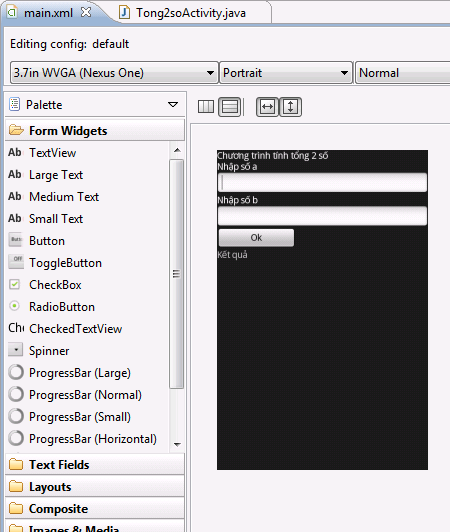 main.xml
Tong2soActivity.java
Editing config: default
3.7in WVGA (Nexus One)
Portrait
Normal
Palette
Form Widgets
Ab TextView
Ab Large Text
Ab Medium Text
Ab Small Text
Button
Off ToggleButton
CheckBox
RadioButton
Che CheckedTextView
Spinner
ProgressBar (Large)
ProgressBar (Normal)
ProgressBar (Small)
ProgressBar (Horizontal)
Text Fields
Layouts
Composite
Images & Media
Chương trình tính tổng 2 số
Nhập số a
Nhập số b
Ok
Kết quả